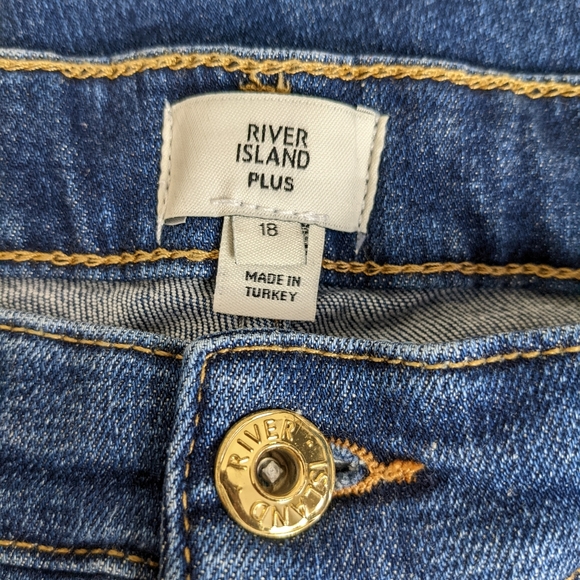 RIVER
ISLAND
PLUS
18
MADE IN
TURKEY
RIVER ISLAND